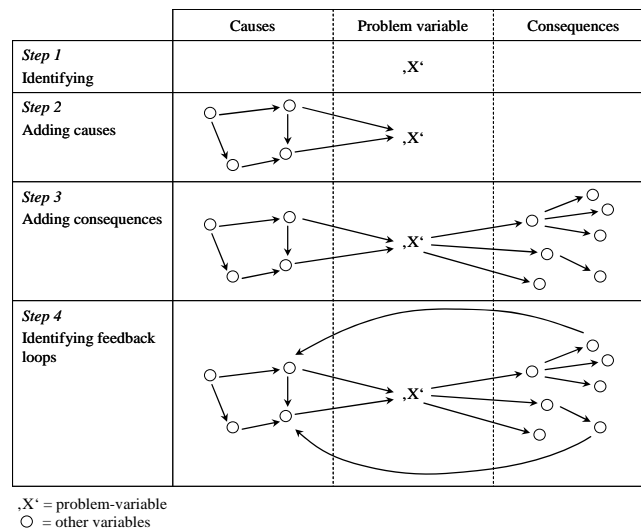 Causes Problem variable Consequences
Step 1
Identifying
‚X‘
Step 2
Adding causes
‚X‘
Step 3
Adding consequences
‚X‘
Step 4
Identifying feedback
loops
‚X‘
‚X‘ = problem-variable
= other variables